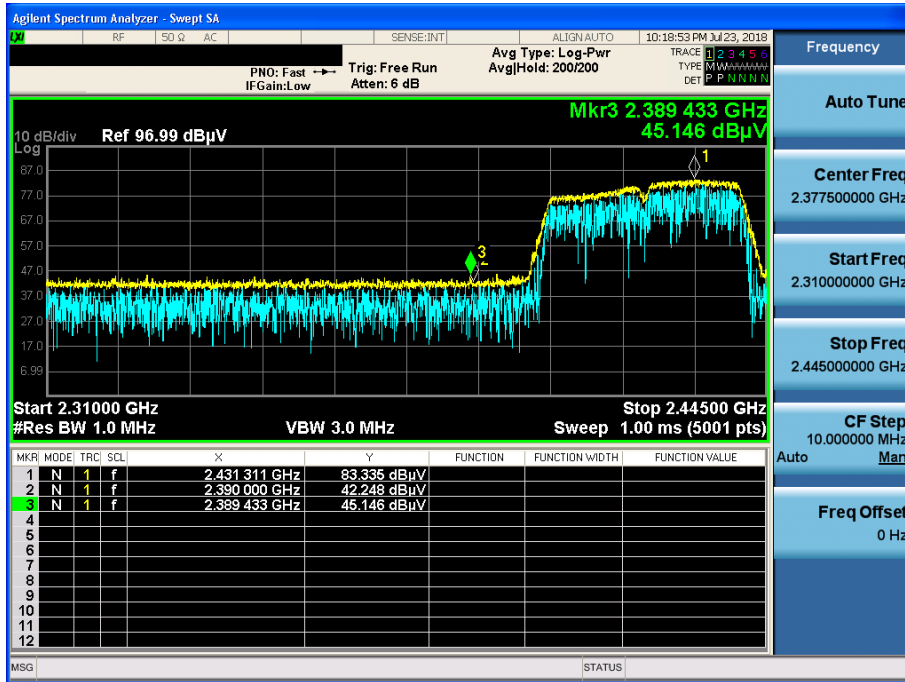 Agilent Spectrum Analyzer - Swept SA
LXI RF 50 Ω AC SENSE:INT ALIGN AUTO 10:18:53 PM Jul 23, 2018
PNO: Fast
IFGain:Low
Trig: Free Run
Atten: 6 dB
Avg Type: Log-Pwr
Avg|Hold: 200/200
TRACE 1 2 3 4 5 6
TYPE MWWWWW
DET P P N N N N
Mkr3 2.389 433 GHz
45.146 dBµV
10 dB/div Ref 96.99 dBµV
Log
87.0
77.0
67.0
57.0
47.0
37.0
27.0
17.0
6.99
1
3
2
Start 2.31000 GHz Stop 2.44500 GHz
#Res BW 1.0 MHz VBW 3.0 MHz Sweep 1.00 ms (5001 pts)
MKR MODE TRC SCL X Y FUNCTION FUNCTION WIDTH FUNCTION VALUE
1 N 1 f 2.431 311 GHz 83.335 dBµV
2 N 1 f 2.390 000 GHz 42.248 dBµV
3 N 1 f 2.389 433 GHz 45.146 dBµV
4
5
6
7
8
9
10
11
12
MSG STATUS
Frequency
Auto Tune
Center Freq
2.377500000 GHz
Start Freq
2.310000000 GHz
Stop Freq
2.445000000 GHz
CF Step
10.000000 MHz
Auto Man
Freq Offset
0 Hz